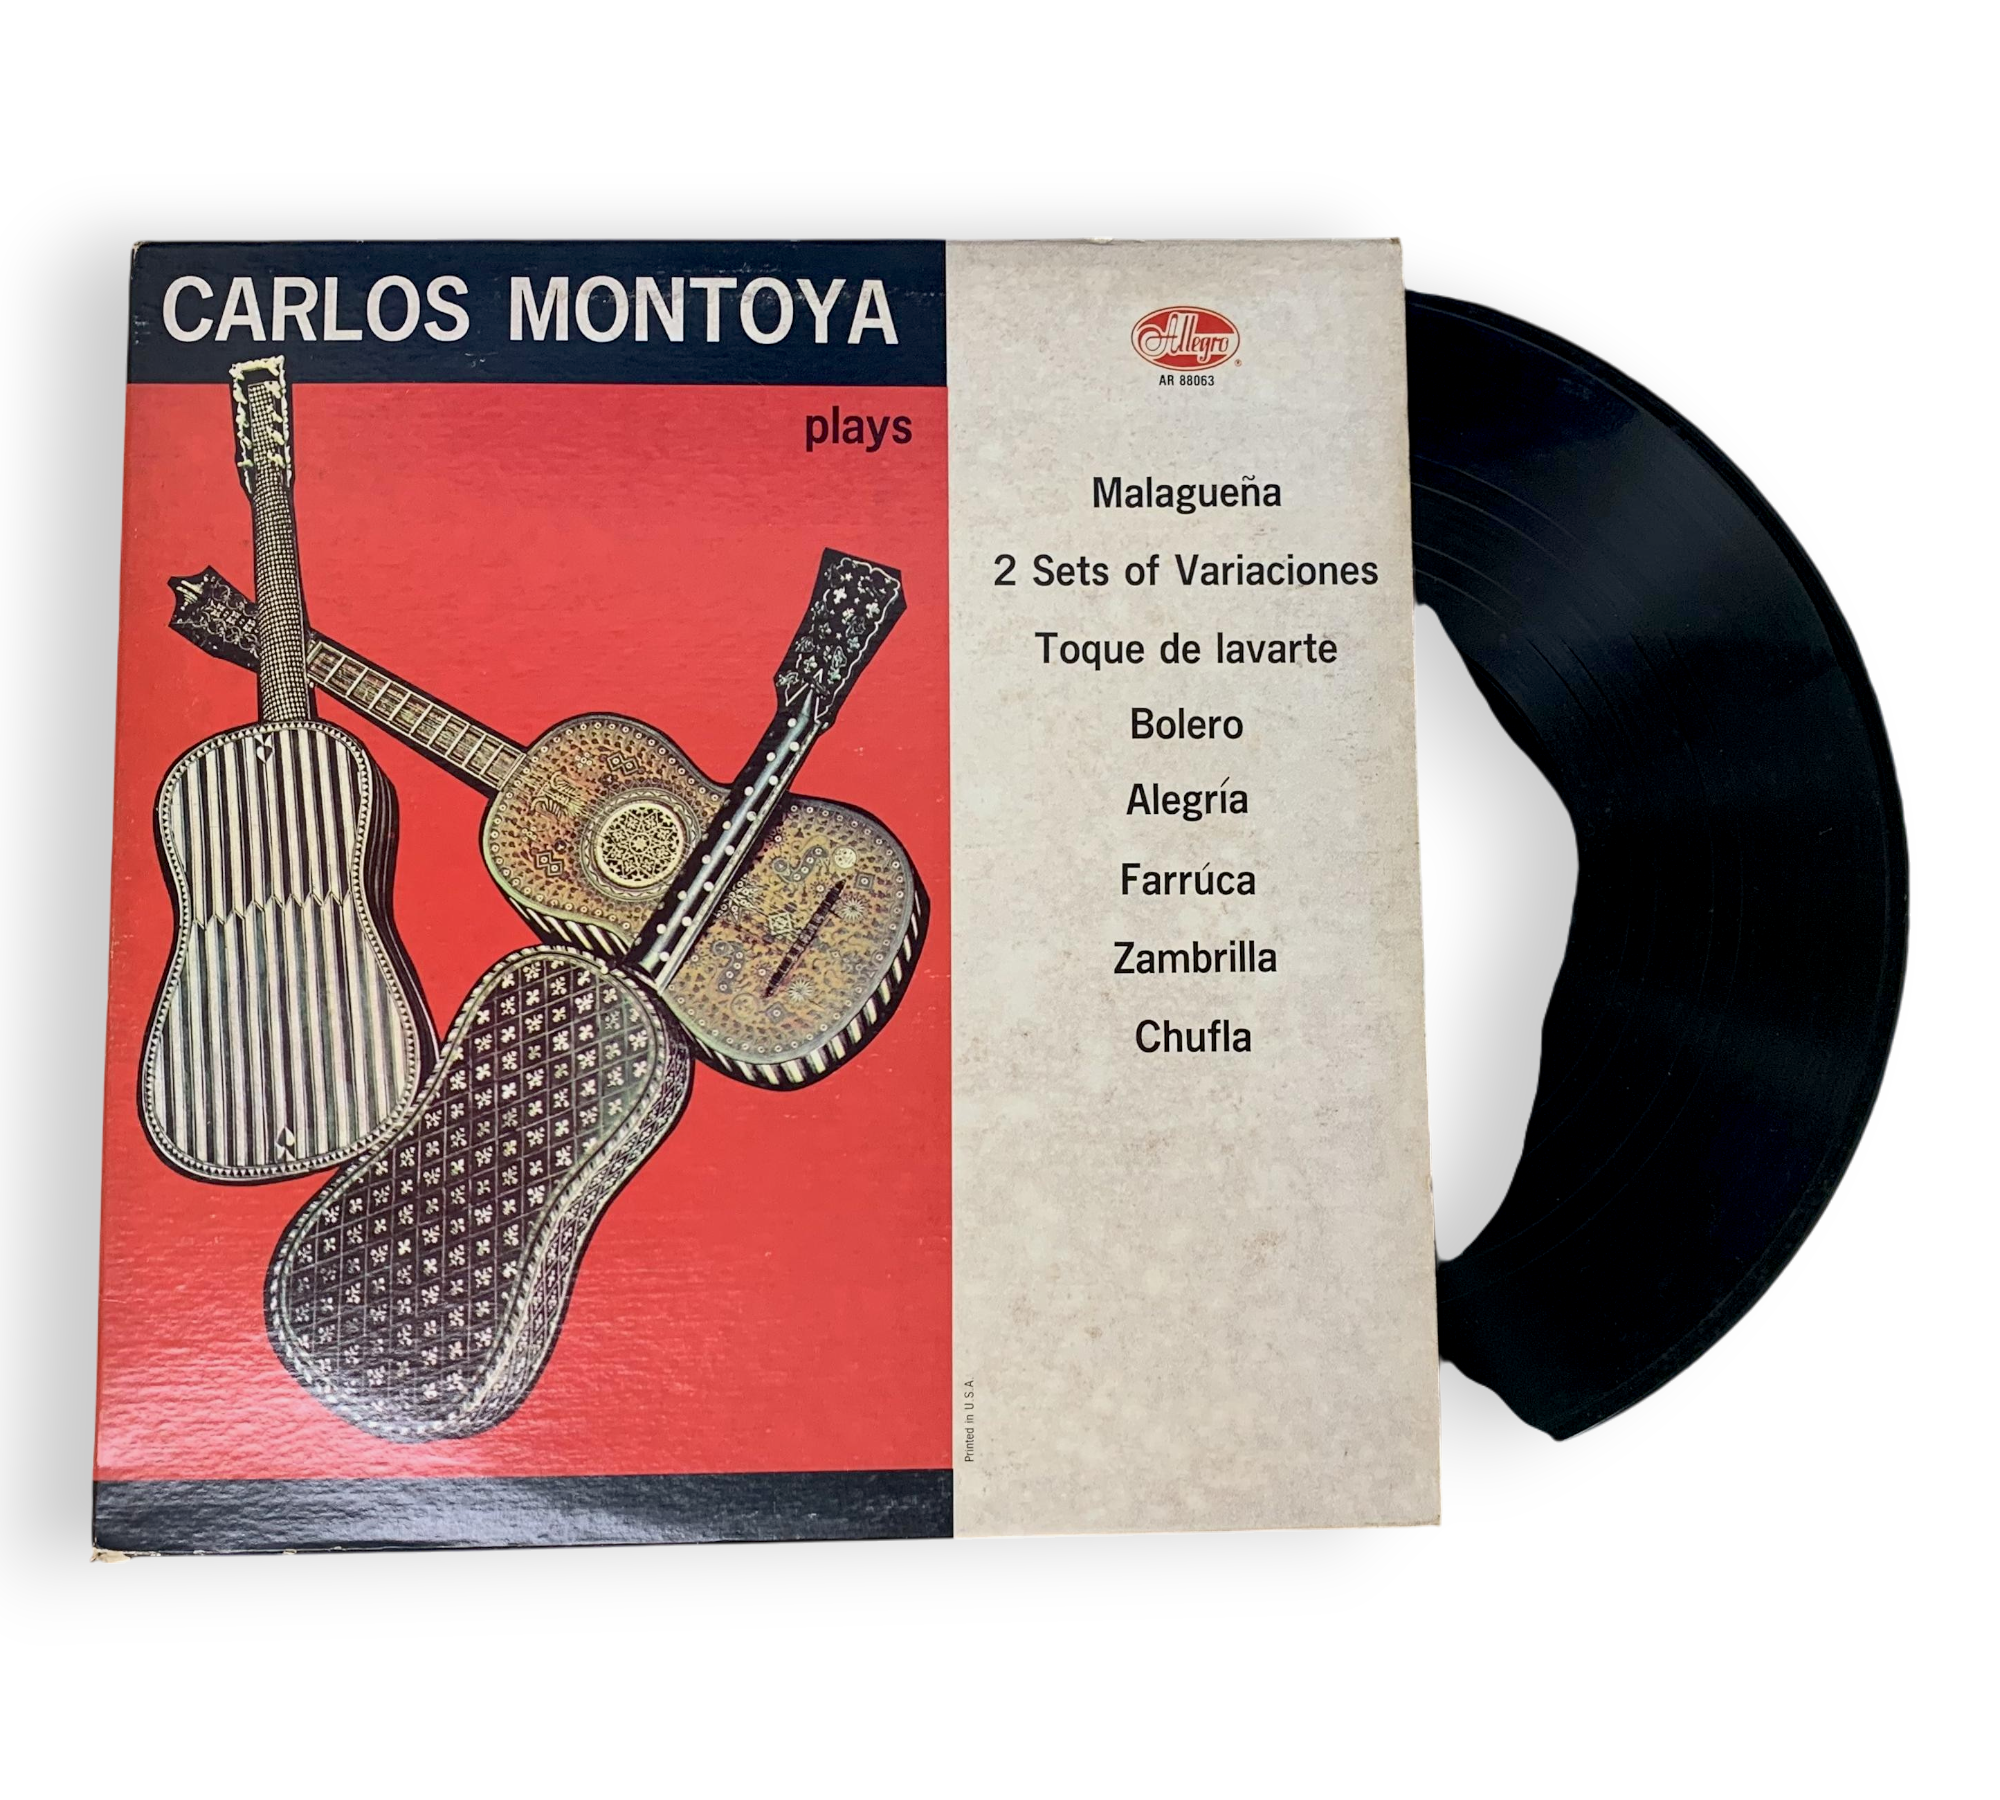 CARLOS MONTOYA
plays
Allegro
®
AR 88063
Malagueña
2 Sets of Variaciones
Toque de lavarte
Bolero
Alegría
Farrúca
Zambrilla
Chufla
Printed in U.S.A.